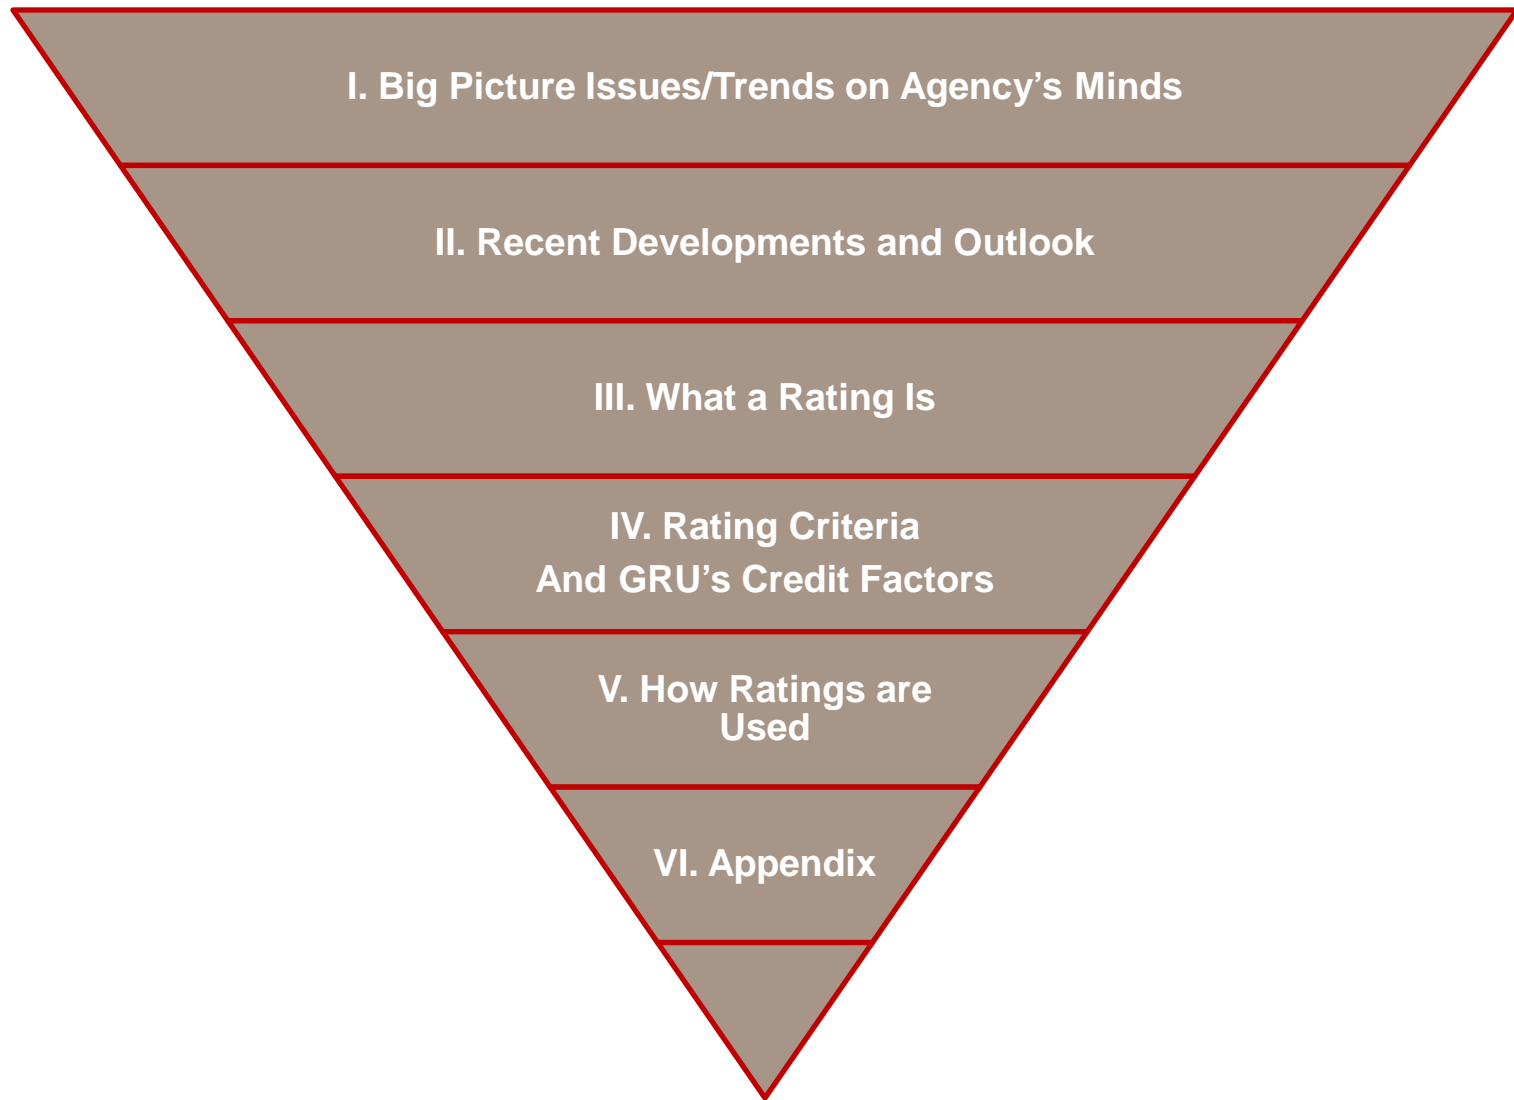 I. Big Picture Issues/Trends on Agency’s Minds
II. Recent Developments and Outlook
III. What a Rating Is
IV. Rating Criteria
And GRU’s Credit Factors
V. How Ratings are
Used
VI. Appendix